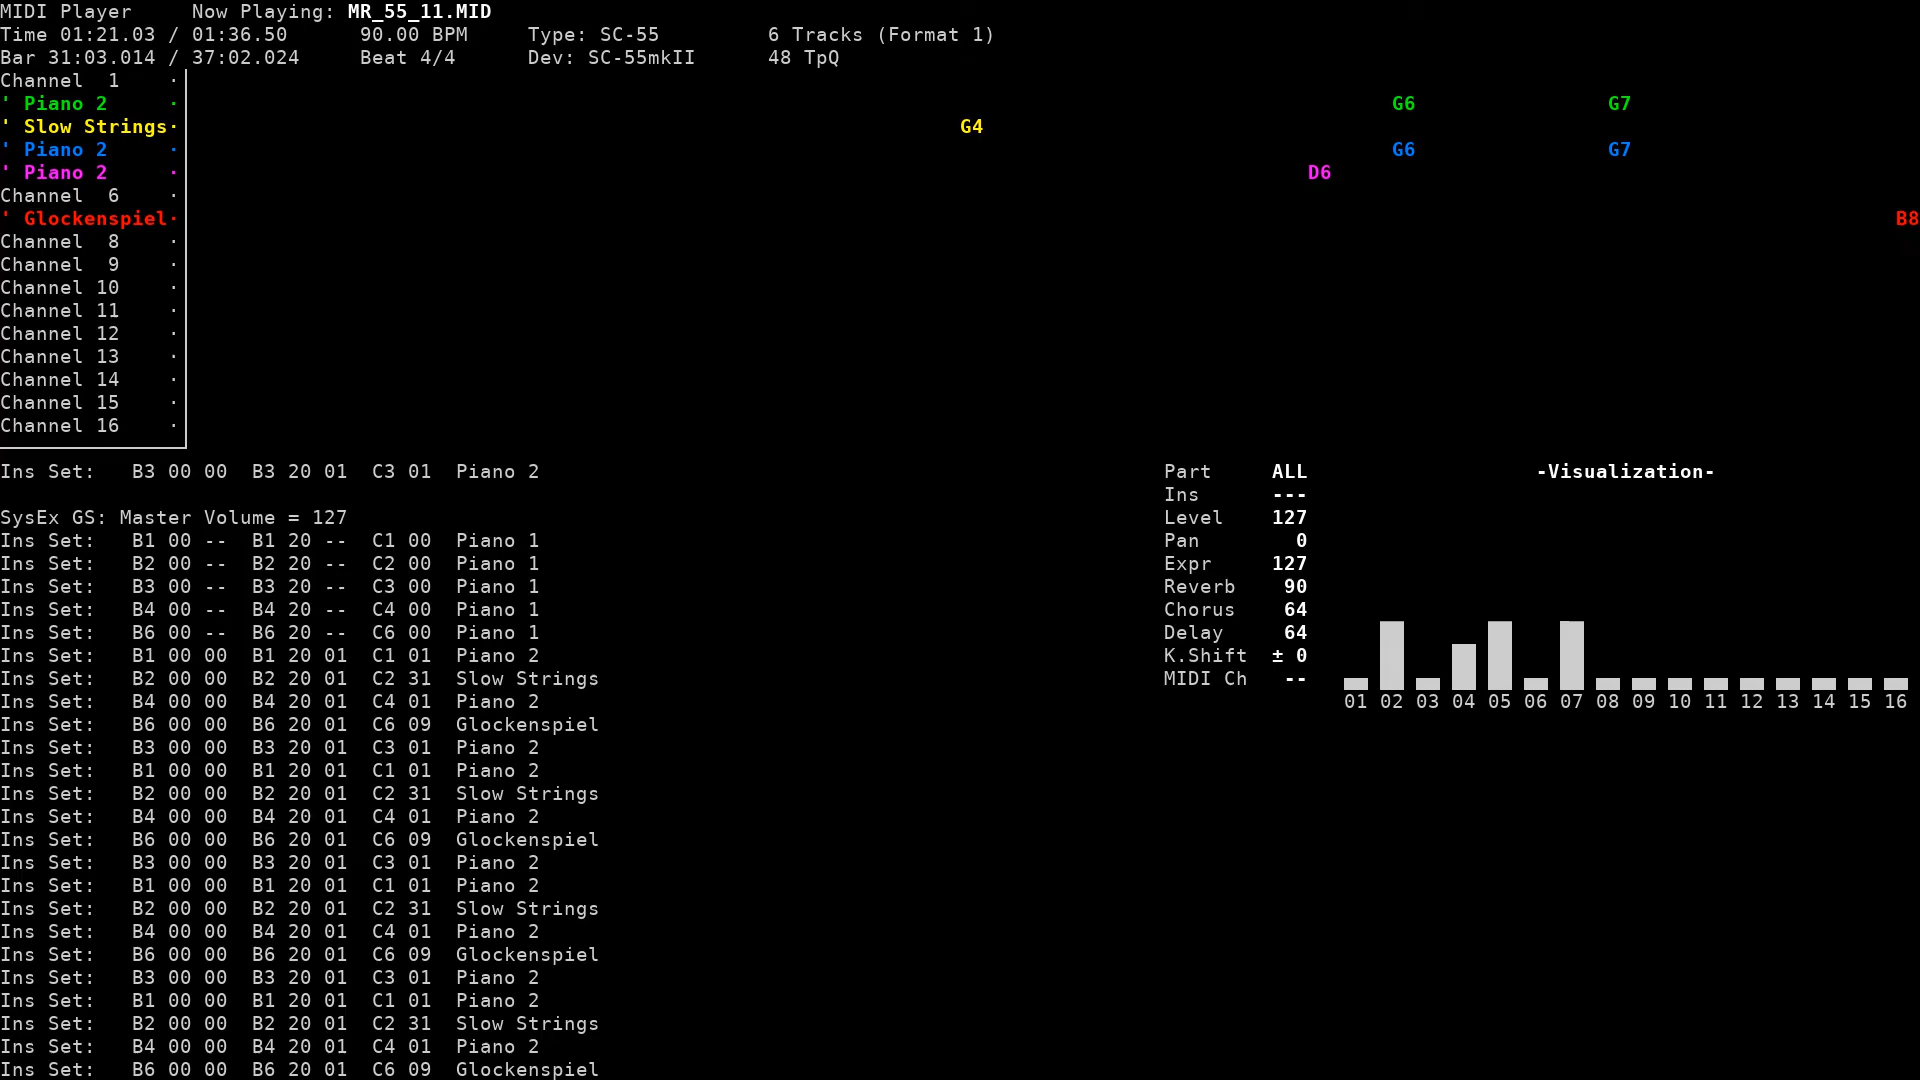 MIDI Player     Now Playing: MR_55_11.MID
Time 01:21.03 / 01:36.50      90.00 BPM     Type: SC-55         6 Tracks (Format 1)
Bar 31:03.014 / 37:02.024     Beat 4/4      Dev: SC-55mkII      48 TpQ
Channel  1    ·
' Piano 2     ·     G6     G7
' Slow Strings·     G4
' Piano 2     ·     G6     G7
' Piano 2     ·     D6
Channel  6    ·
' Glockenspiel·     B8
Channel  8    ·
Channel  9    ·
Channel 10    ·
Channel 11    ·
Channel 12    ·
Channel 13    ·
Channel 14    ·
Channel 15    ·
Channel 16    ·
Ins Set:   B3 00 00  B3 20 01  C3 01  Piano 2
SysEx GS: Master Volume = 127
Ins Set:   B1 00 --  B1 20 --  C1 00  Piano 1
Ins Set:   B2 00 --  B2 20 --  C2 00  Piano 1
Ins Set:   B3 00 --  B3 20 --  C3 00  Piano 1
Ins Set:   B4 00 --  B4 20 --  C4 00  Piano 1
Ins Set:   B6 00 --  B6 20 --  C6 00  Piano 1
Ins Set:   B1 00 00  B1 20 01  C1 01  Piano 2
Ins Set:   B2 00 00  B2 20 01  C2 31  Slow Strings
Ins Set:   B4 00 00  B4 20 01  C4 01  Piano 2
Ins Set:   B6 00 00  B6 20 01  C6 09  Glockenspiel
Ins Set:   B3 00 00  B3 20 01  C3 01  Piano 2
Ins Set:   B1 00 00  B1 20 01  C1 01  Piano 2
Ins Set:   B2 00 00  B2 20 01  C2 31  Slow Strings
Ins Set:   B4 00 00  B4 20 01  C4 01  Piano 2
Ins Set:   B6 00 00  B6 20 01  C6 09  Glockenspiel
Ins Set:   B3 00 00  B3 20 01  C3 01  Piano 2
Ins Set:   B1 00 00  B1 20 01  C1 01  Piano 2
Ins Set:   B2 00 00  B2 20 01  C2 31  Slow Strings
Ins Set:   B4 00 00  B4 20 01  C4 01  Piano 2
Ins Set:   B6 00 00  B6 20 01  C6 09  Glockenspiel
Ins Set:   B3 00 00  B3 20 01  C3 01  Piano 2
Ins Set:   B1 00 00  B1 20 01  C1 01  Piano 2
Ins Set:   B2 00 00  B2 20 01  C2 31  Slow Strings
Ins Set:   B4 00 00  B4 20 01  C4 01  Piano 2
Ins Set:   B6 00 00  B6 20 01  C6 09  Glockenspiel
Part     ALL
Ins      ---
Level    127
Pan        0
Expr     127
Reverb    90
Chorus    64
Delay     64
K.Shift  ± 0
MIDI Ch   --
-Visualization-
01 02 03 04 05 06 07 08 09 10 11 12 13 14 15 16